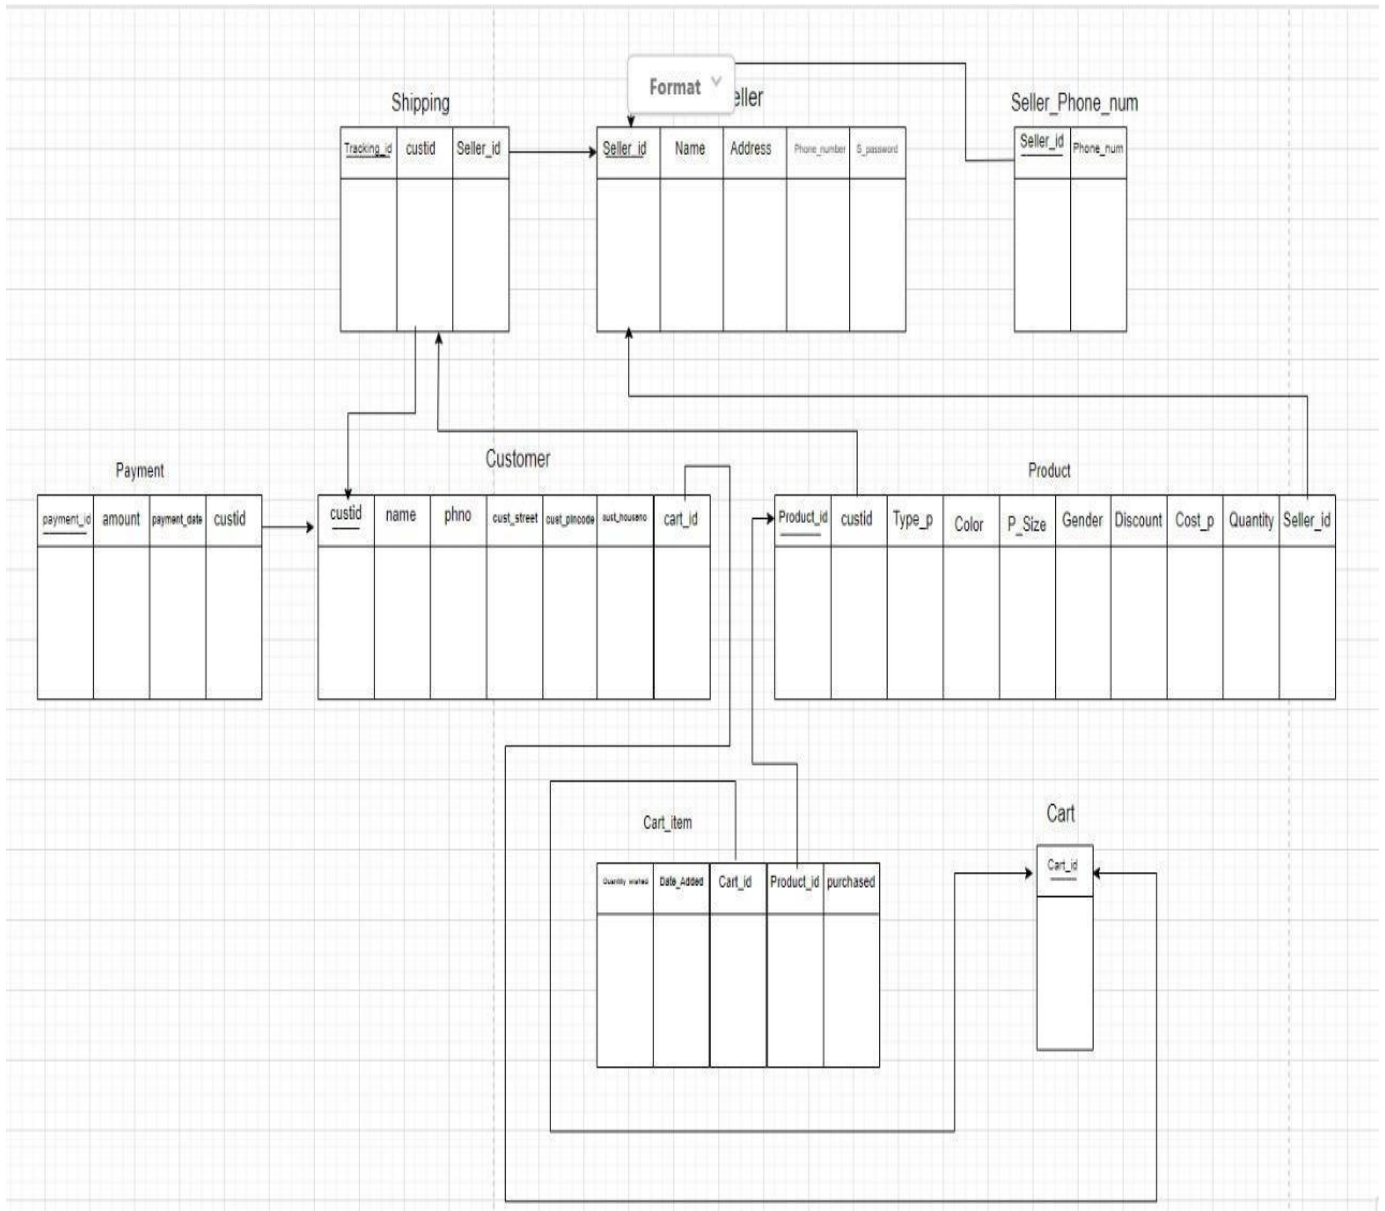 Format
Shipping
eller
Seller_Phone_num
Tracking_id custid Seller_id
Seller_id Name Address Phone_number S_password
Seller_id Phone_num
Payment
Customer
Product
payment_id amount payment_date custid
custid name phno cust_street cust_pincode cust_houseno cart_id
Product_id custid Type_p Color P_Size Gender Discount Cost_p Quantity Seller_id
Cart_item
Cart
Quantity_wished Date_Added Cart_id Product_id purchased
Cart_id